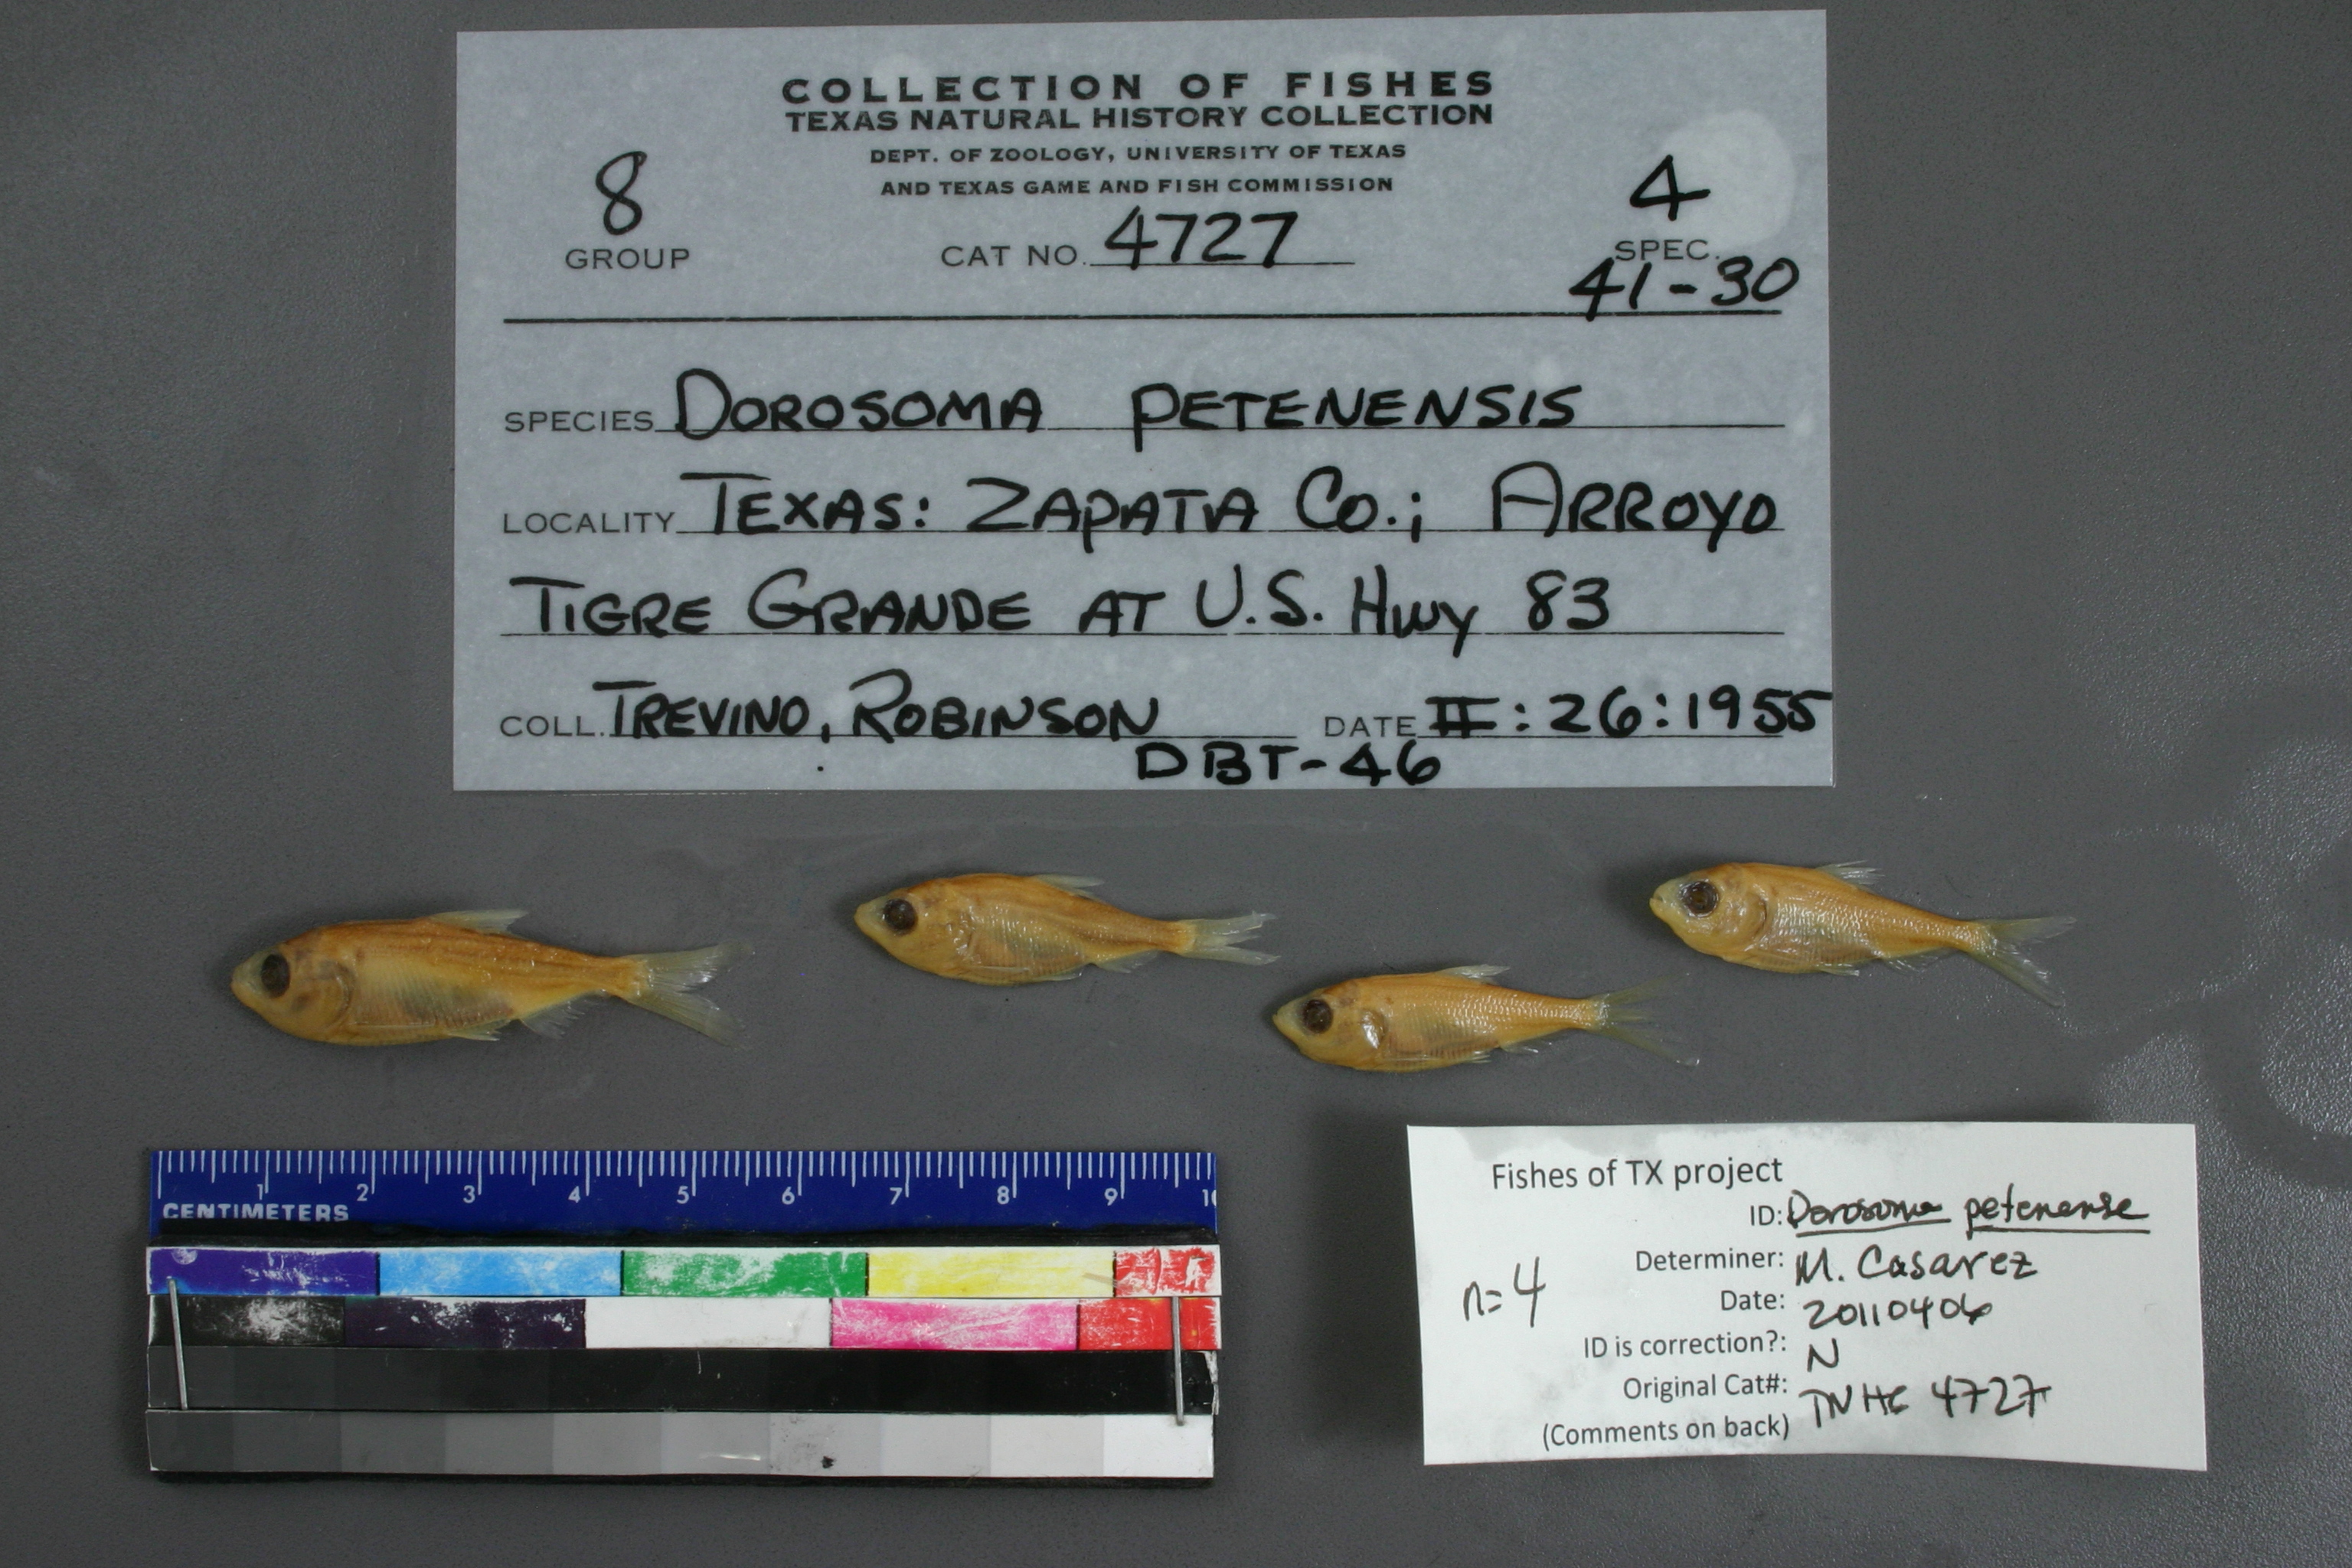 COLLECTION OF FISHES
TEXAS NATURAL HISTORY COLLECTION
DEPT. OF ZOOLOGY, UNIVERSITY OF TEXAS
AND TEXAS GAME AND FISH COMMISSION
8
GROUP
CAT NO. 4727
4
SPEC.
41-30
SPECIES DOROSOMA PETENENSIS
LOCALITY TEXAS: ZAPATA CO.; ARROYO
TIGRE GRANDE AT U.S. HWY 83
COLL. TREVINO, ROBINSON DATE II:26:1955
DBT-46
1 2 3 4 5 6 7 8 9 10
CENTIMETERS
Fishes of TX project
ID: Dorosoma petenense
Determiner: M. Casarez
n=4
Date: 20110406
ID is correction?: N
Original Cat#: TNHC 4727
(Comments on back)